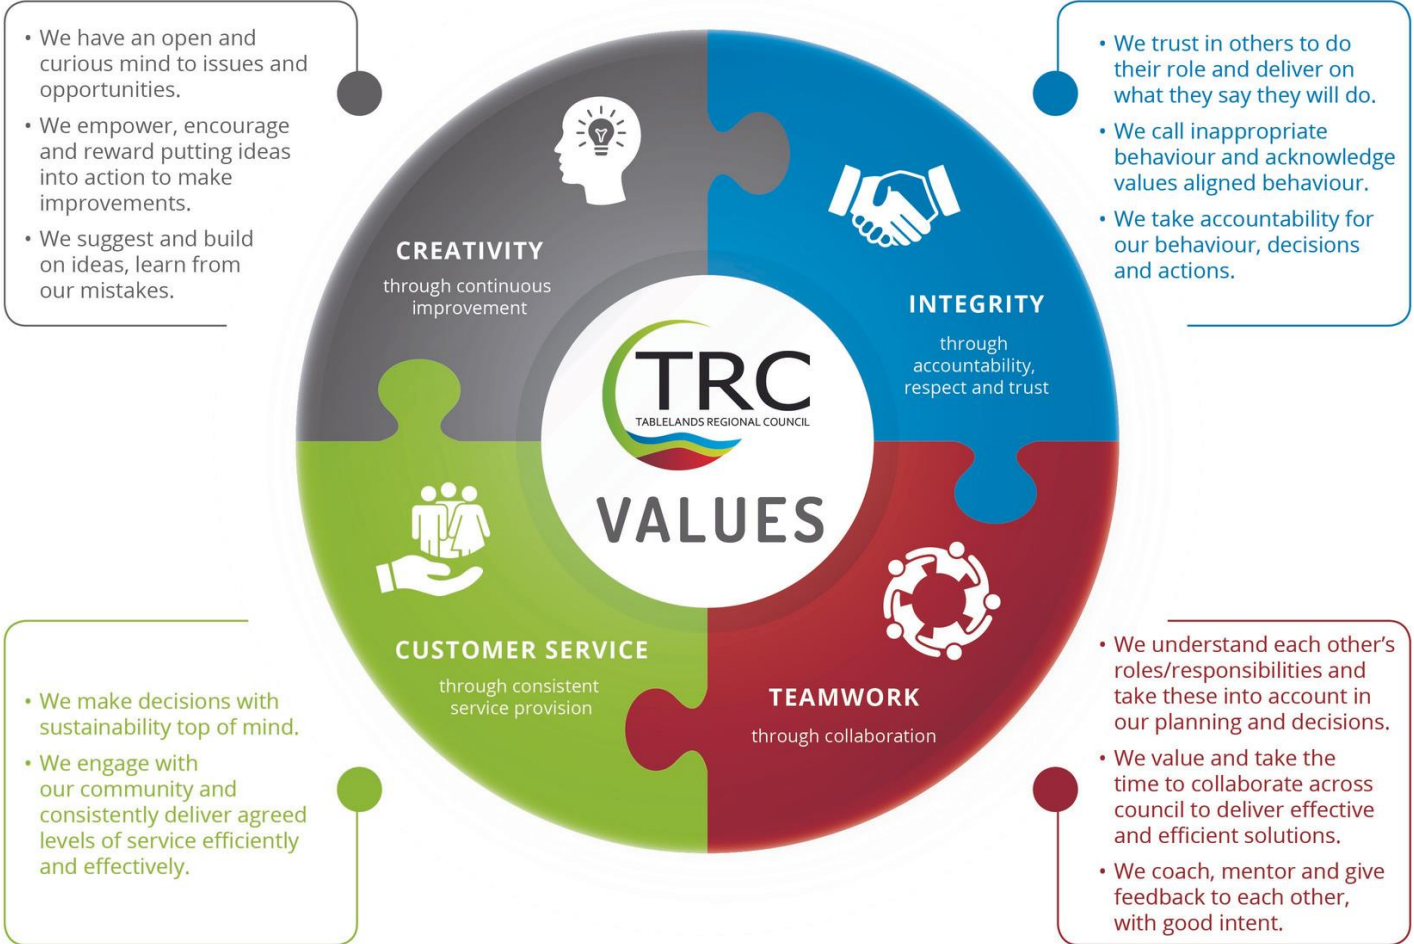 • We have an open and
curious mind to issues and
opportunities.
• We empower, encourage
and reward putting ideas
into action to make
improvements.
• We suggest and build
on ideas, learn from
our mistakes.
CREATIVITY
through continuous
improvement
• We trust in others to do
their role and deliver on
what they say they will do.
• We call inappropriate
behaviour and acknowledge
values aligned behaviour.
• We take accountability for
our behaviour, decisions
and actions.
INTEGRITY
through
accountability,
respect and trust
TRC
TABLELANDS REGIONAL COUNCIL
VALUES
CUSTOMER SERVICE
through consistent
service provision
• We make decisions with
sustainability top of mind.
• We engage with
our community and
consistently deliver agreed
levels of service efficiently
and effectively.
TEAMWORK
through collaboration
• We understand each other’s
roles/responsibilities and
take these into account in
our planning and decisions.
• We value and take the
time to collaborate across
council to deliver effective
and efficient solutions.
• We coach, mentor and give
feedback to each other,
with good intent.